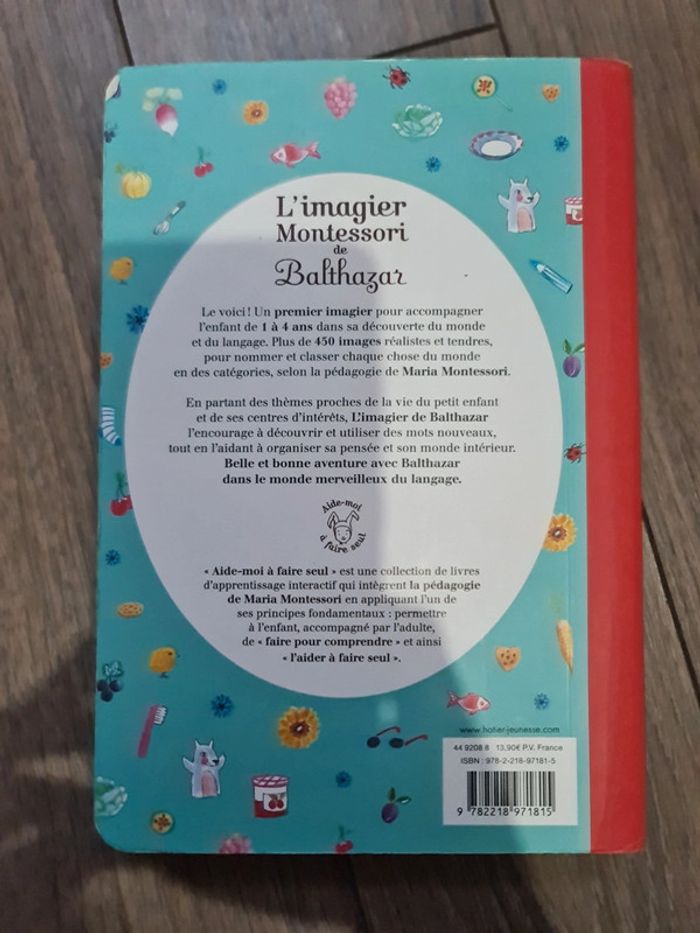 L'imagier
Montessori
de
Balthazar
Le voici ! Un premier imagier pour accompagner
l'enfant de 1 à 4 ans dans sa découverte du monde
et du langage. Plus de 450 images réalistes et tendres,
pour nommer et classer chaque chose du monde
en des catégories, selon la pédagogie de Maria Montessori.
En partant des thèmes proches de la vie du petit enfant
et de ses centres d'intérêts, L'imagier de Balthazar
l'encourage à découvrir et utiliser des mots nouveaux,
tout en l'aidant à organiser sa pensée et son monde intérieur.
Belle et bonne aventure avec Balthazar
dans le monde merveilleux du langage.
Aide-moi
à faire seul
« Aide-moi à faire seul » est une collection de livres
d'apprentissage interactif qui intègrent la pédagogie
de Maria Montessori en appliquant l'un de
ses principes fondamentaux : permettre
à l'enfant, accompagné par l'adulte,
de « faire pour comprendre » et ainsi
« l'aider à faire seul ».
www.hatier-jeunesse.com
44 9208 8 13,90€ P.V. France
ISBN : 978-2-218-97181-5
9 782218 971815